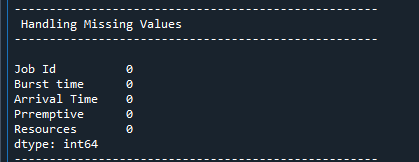 ----------------------------------------------------
 Handling Missing Values
----------------------------------------------------
Job Id          0
Burst time      0
Arrival Time    0
Prremptive      0
Resources       0
dtype: int64
----------------------------------------------------